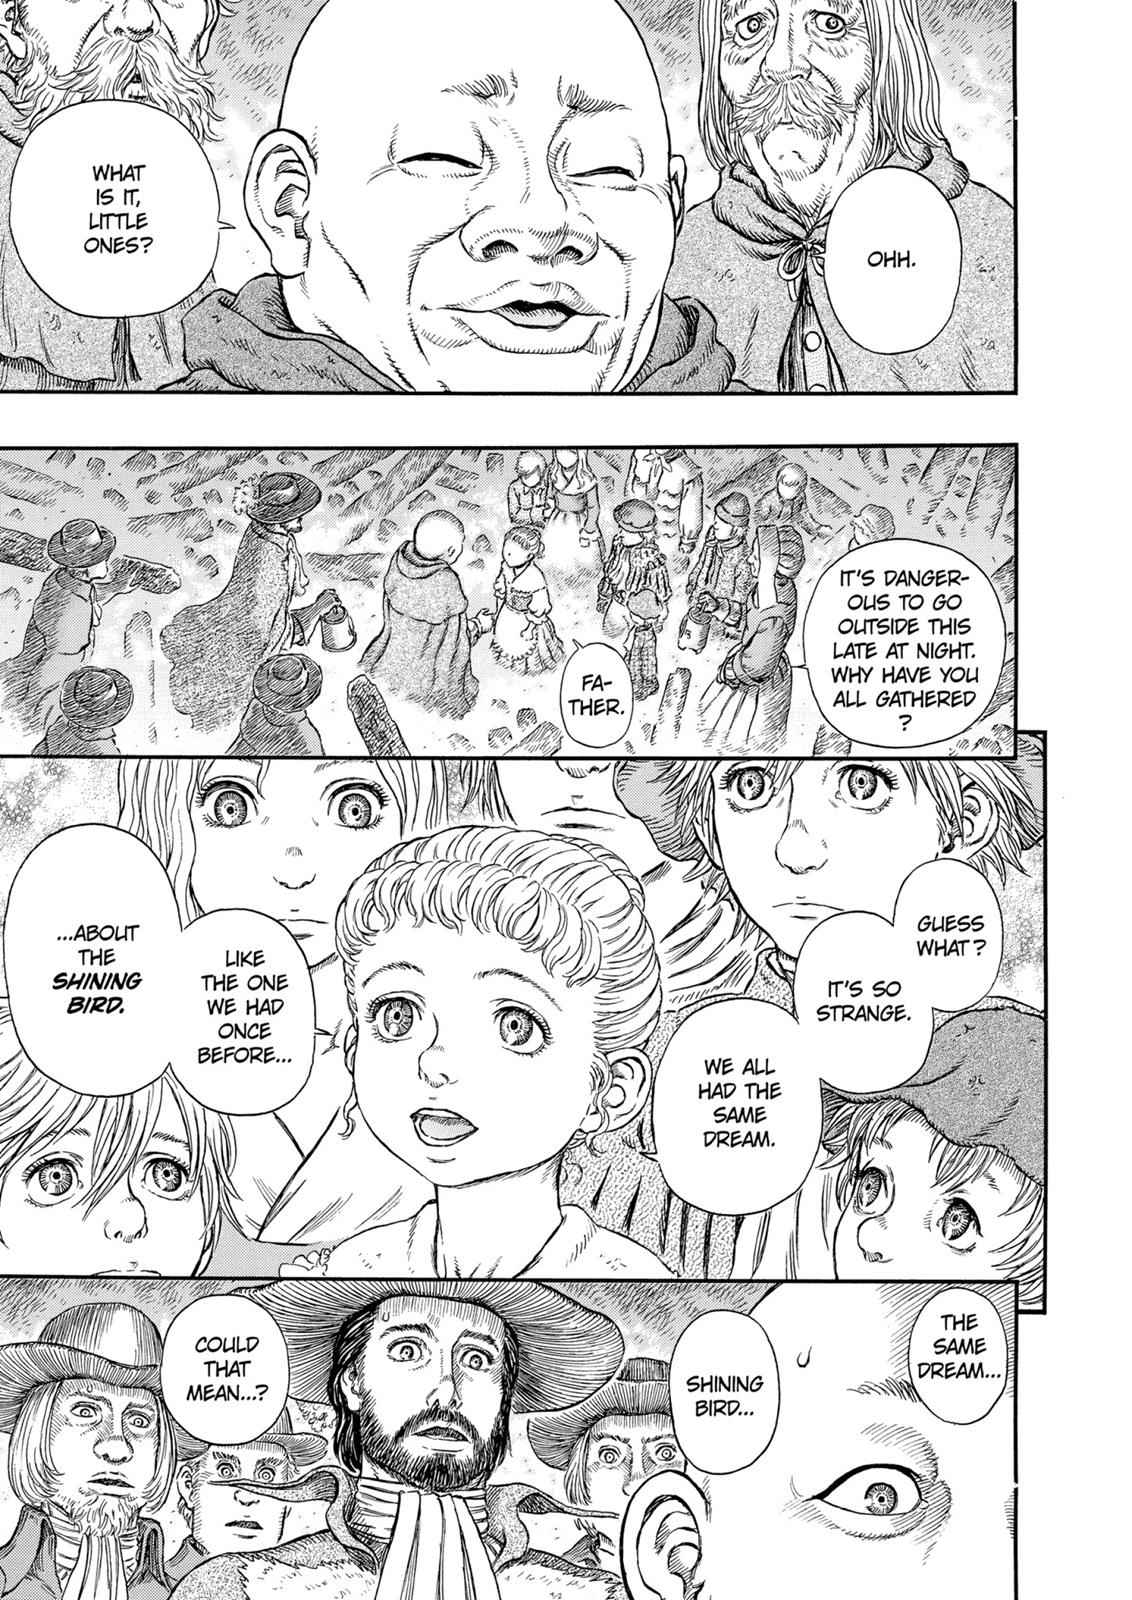 OHH.
WHAT
IS IT,
LITTLE
ONES?
IT'S DANGER-
OUS TO GO
OUTSIDE THIS
LATE AT NIGHT.
WHY HAVE YOU
ALL GATHERED
?
FA-
THER.
GUESS
WHAT?
IT'S SO
STRANGE.
WE ALL
HAD THE
SAME
DREAM.
LIKE
THE ONE
WE HAD
ONCE
BEFORE...
...ABOUT
THE
SHINING
BIRD.
THE
SAME
DREAM...
SHINING
BIRD...
COULD
THAT
MEAN...?